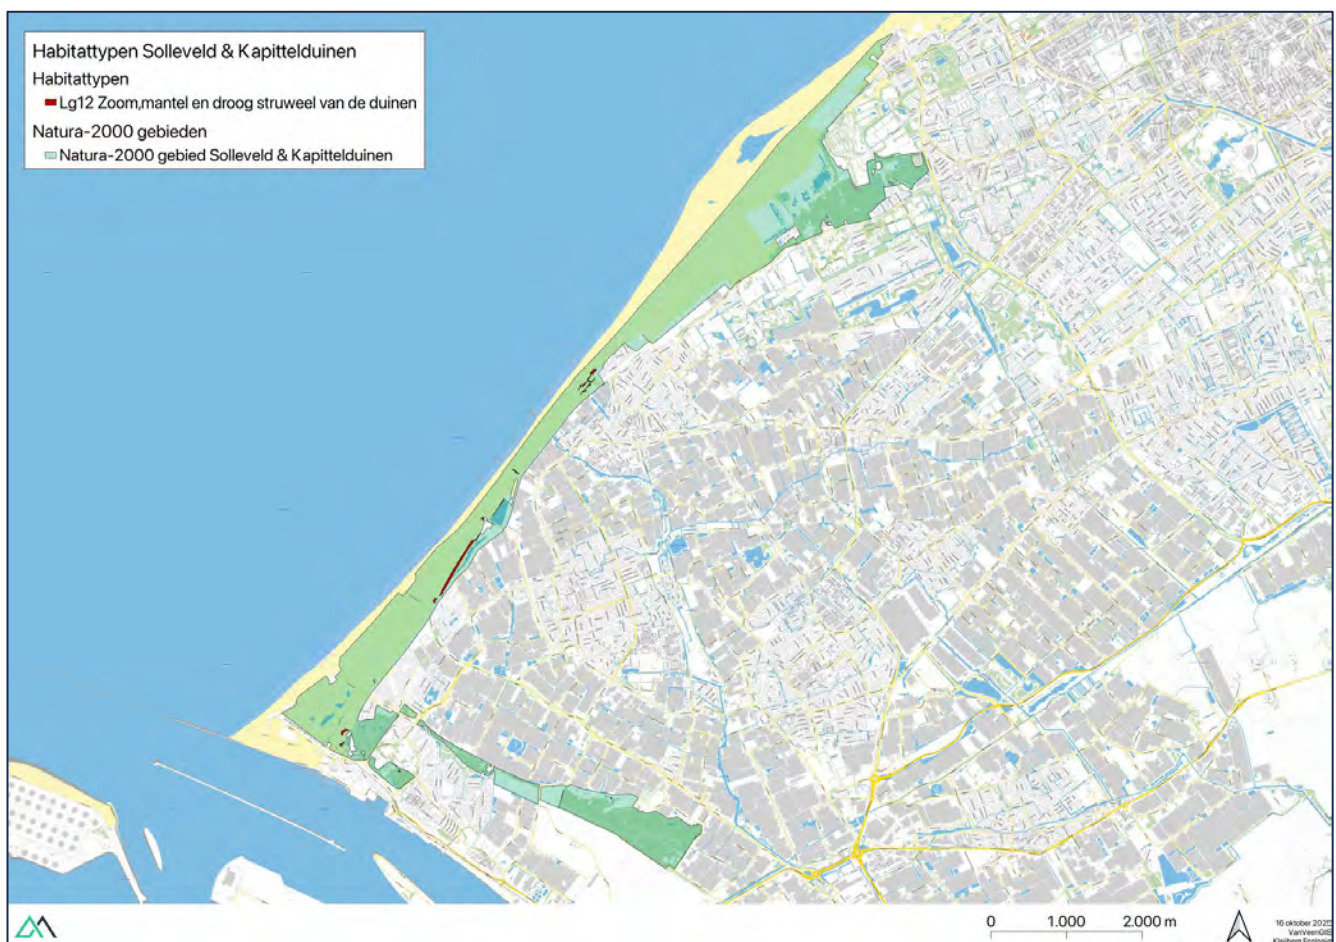 Habitattypen Solleveld & Kapittelduinen
Habitattypen
Lg12 Zoom,mantel en droog struweel van de duinen
Natura-2000 gebieden
Natura-2000 gebied Solleveld & Kapittelduinen
0 1.000 2.000 m
16 oktober 2025
VanVeenGIS